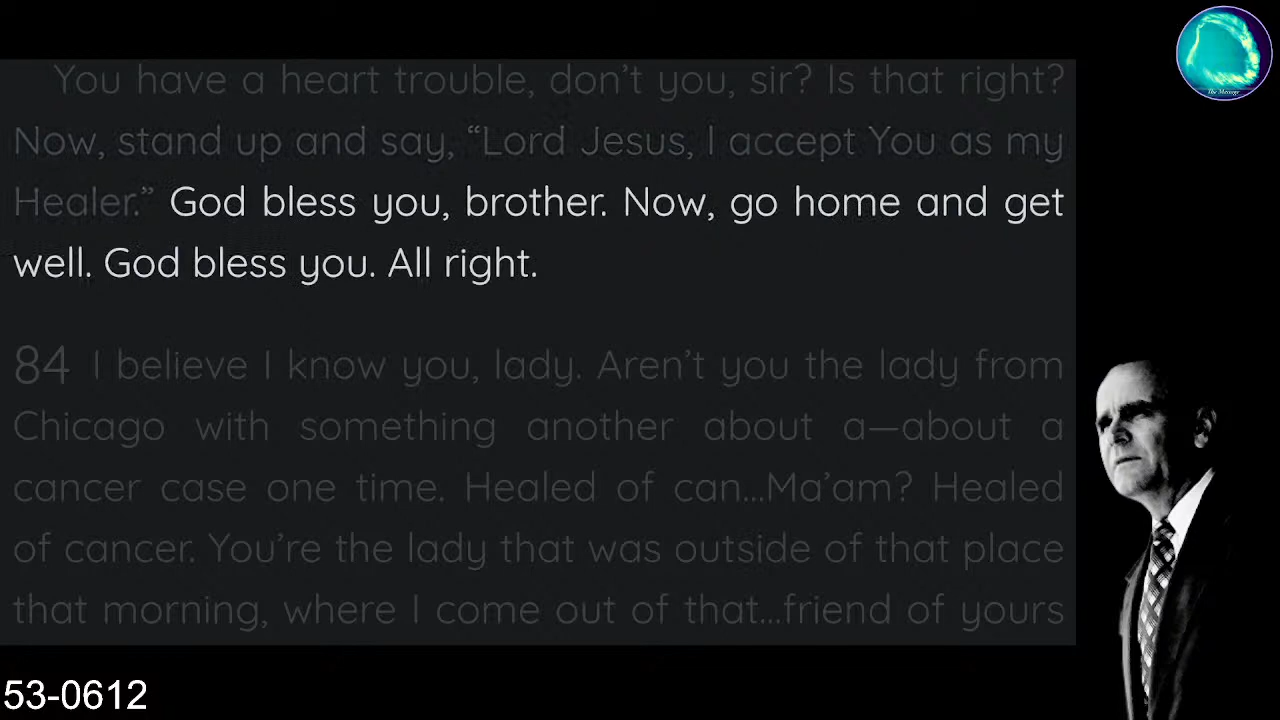 You have a heart trouble, don't you, sir? Is that right?
Now, stand up and say, “Lord Jesus, I accept You as my
Healer.” God bless you, brother. Now, go home and get
well. God bless you. All right.
84 I believe I know you, lady. Aren't you the lady from
Chicago with something another about a—about a
cancer case one time. Healed of can...Ma'am? Healed
of cancer. You're the lady that was outside of that place
that morning, where I come out of that...friend of yours
53-0612
The Message